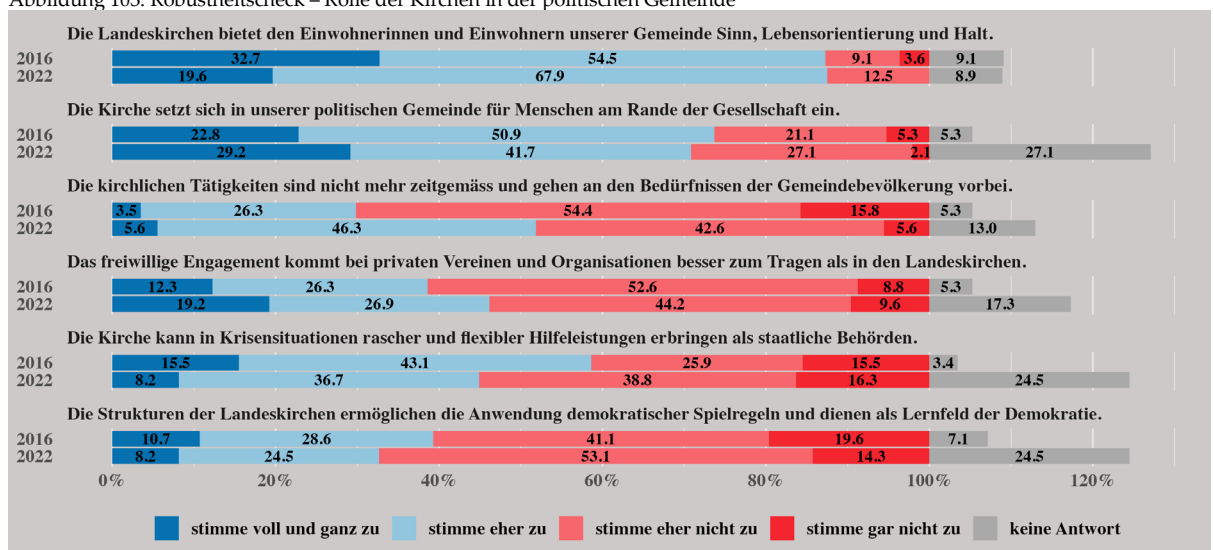 Abbildung 103: Robustheitscheck – Rolle der Kirchen in der politischen Gemeinde
Die Landeskirchen bietet den Einwohnerinnen und Einwohnern unserer Gemeinde Sinn, Lebensorientierung und Halt.
2016 32.7 54.5 9.1 3.6 9.1
2022 19.6 67.9 12.5 8.9
Die Kirche setzt sich in unserer politischen Gemeinde für Menschen am Rande der Gesellschaft ein.
2016 22.8 50.9 21.1 5.3 5.3
2022 29.2 41.7 27.1 2.1 27.1
Die kirchlichen Tätigkeiten sind nicht mehr zeitgemäss und gehen an den Bedürfnissen der Gemeindebevölkerung vorbei.
2016 3.5 26.3 54.4 15.8 5.3
2022 5.6 46.3 42.6 5.6 13.0
Das freiwillige Engagement kommt bei privaten Vereinen und Organisationen besser zum Tragen als in den Landeskirchen.
2016 12.3 26.3 52.6 8.8 5.3
2022 19.2 26.9 44.2 9.6 17.3
Die Kirche kann in Krisensituationen rascher und flexibler Hilfeleistungen erbringen als staatliche Behörden.
2016 15.5 43.1 25.9 15.5 3.4
2022 8.2 36.7 38.8 16.3 24.5
Die Strukturen der Landeskirchen ermöglichen die Anwendung demokratischer Spielregeln und dienen als Lernfeld der Demokratie.
2016 10.7 28.6 41.1 19.6 7.1
2022 8.2 24.5 53.1 14.3 24.5
0% 20% 40% 60% 80% 100% 120%
stimme voll und ganz zu stimme eher zu stimme eher nicht zu stimme gar nicht zu keine Antwort